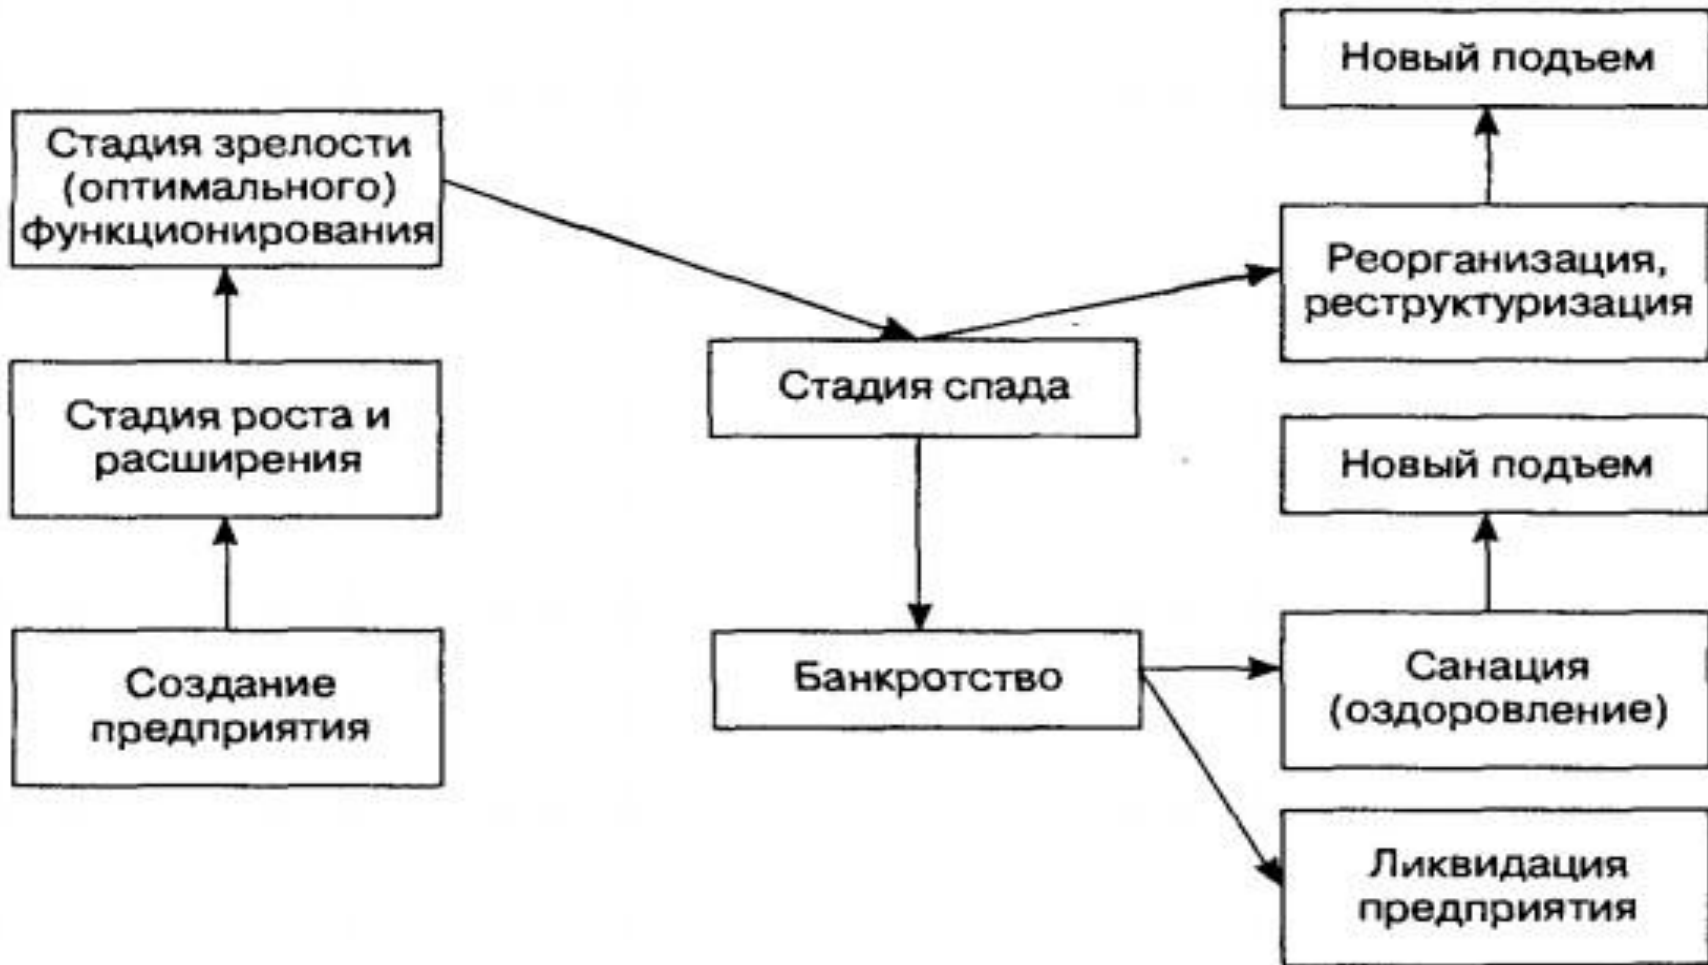 Новый подъем
Стадия зрелости
(оптимального)
функционирования
Реорганизация,
реструктуризация
Стадия спада
Стадия роста и
расширения
Новый подъем
Создание
предприятия
Банкротство
Санация
(оздоровление)
Ликвидация
предприятия